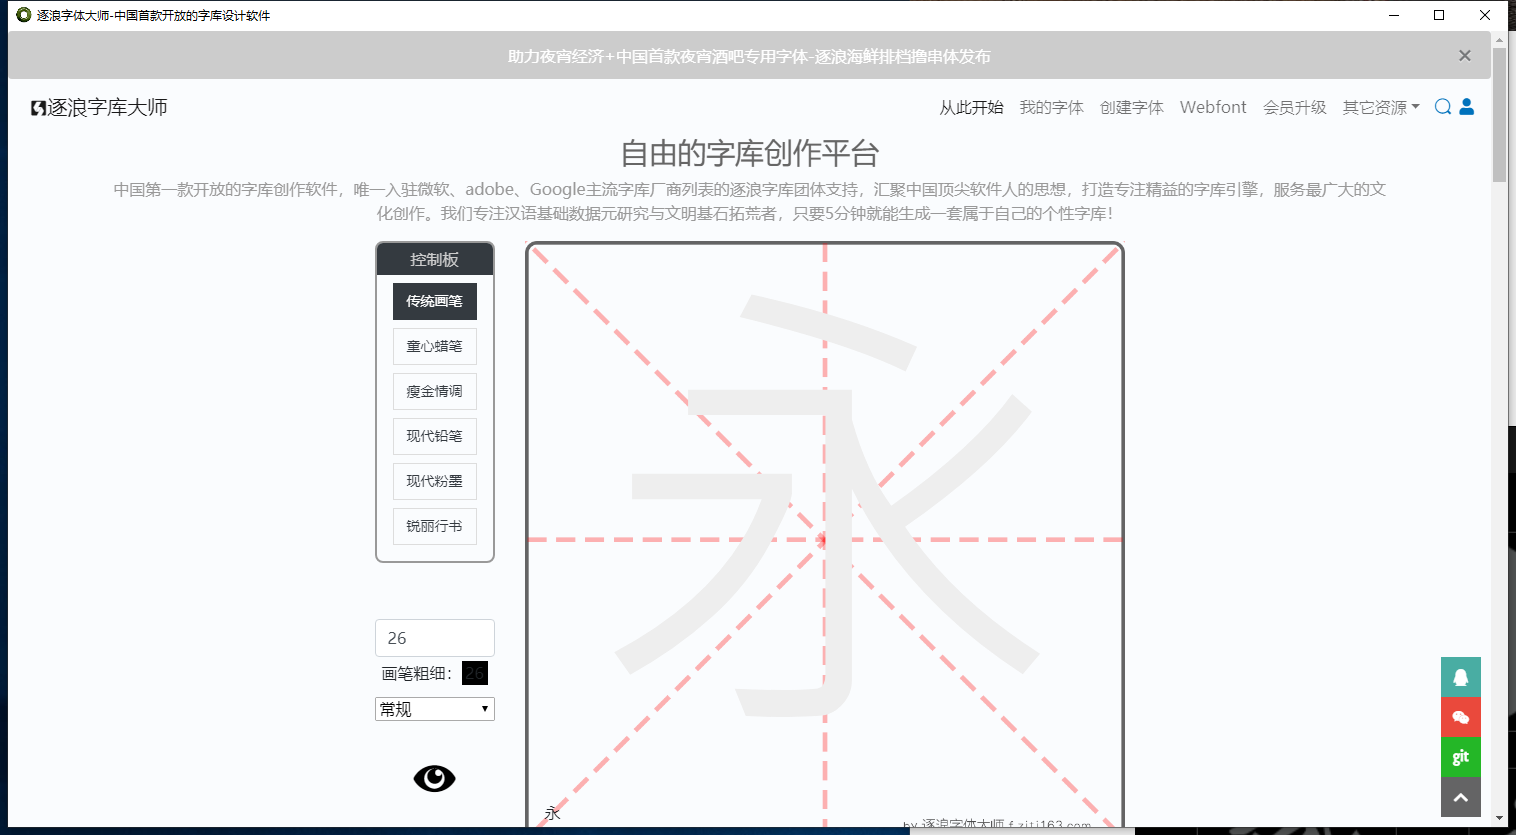 逐浪字体大师-中国首款开放的字库设计软件
助力夜宵经济+中国首款夜宵酒吧专用字体-逐浪海鲜排档撸串体发布
逐浪字库大师
从此开始 我的字体 创建字体 Webfont 会员升级 其它资源
自由的字库创作平台
中国第一款开放的字库创作软件，唯一入驻微软、adobe、Google主流字库厂商列表的逐浪字库团体支持，汇聚中国顶尖软件人的思想，打造专注精益的字库引擎，服务最广大的文
化创作。我们专注汉语基础数据元研究与文明基石拓荒者，只要5分钟就能生成一套属于自己的个性字库！
控制板
传统画笔
童心蜡笔
瘦金情调
现代铅笔
现代粉墨
锐丽行书
永
26
画笔粗细：26
常规
git
永
by 逐浪字体大师 f.ziti163.com